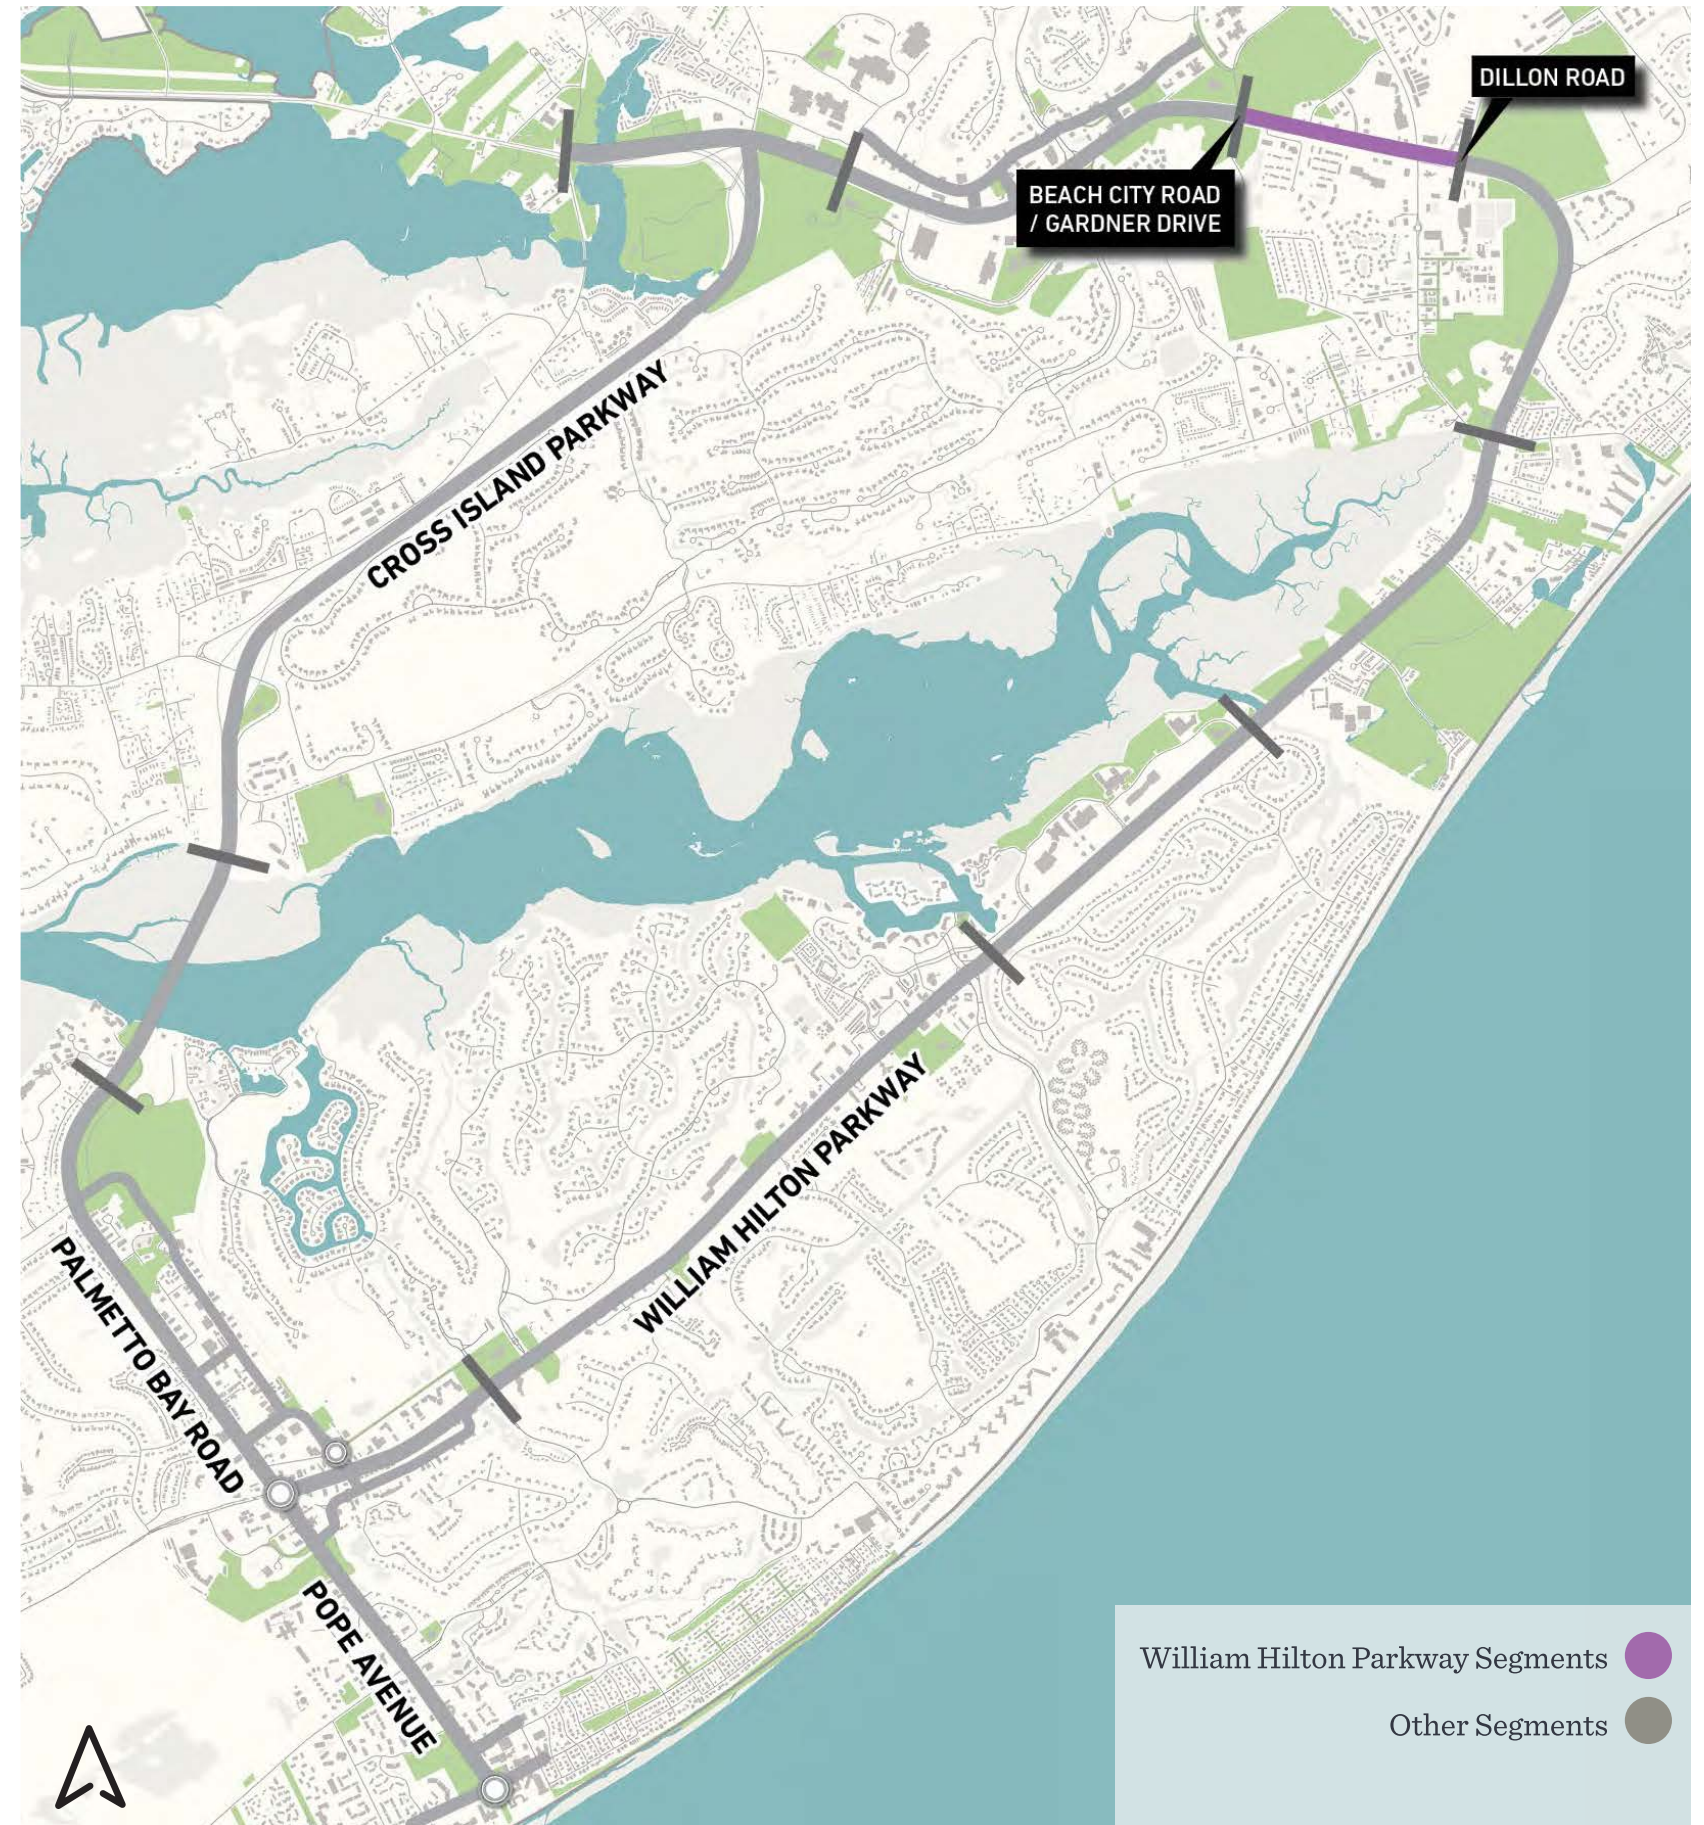 DILLON ROAD
BEACH CITY ROAD
/ GARDNER DRIVE
CROSS ISLAND PARKWAY
WILLIAM HILTON PARKWAY
PALMETTO BAY ROAD
POPE AVENUE
William Hilton Parkway Segments
Other Segments